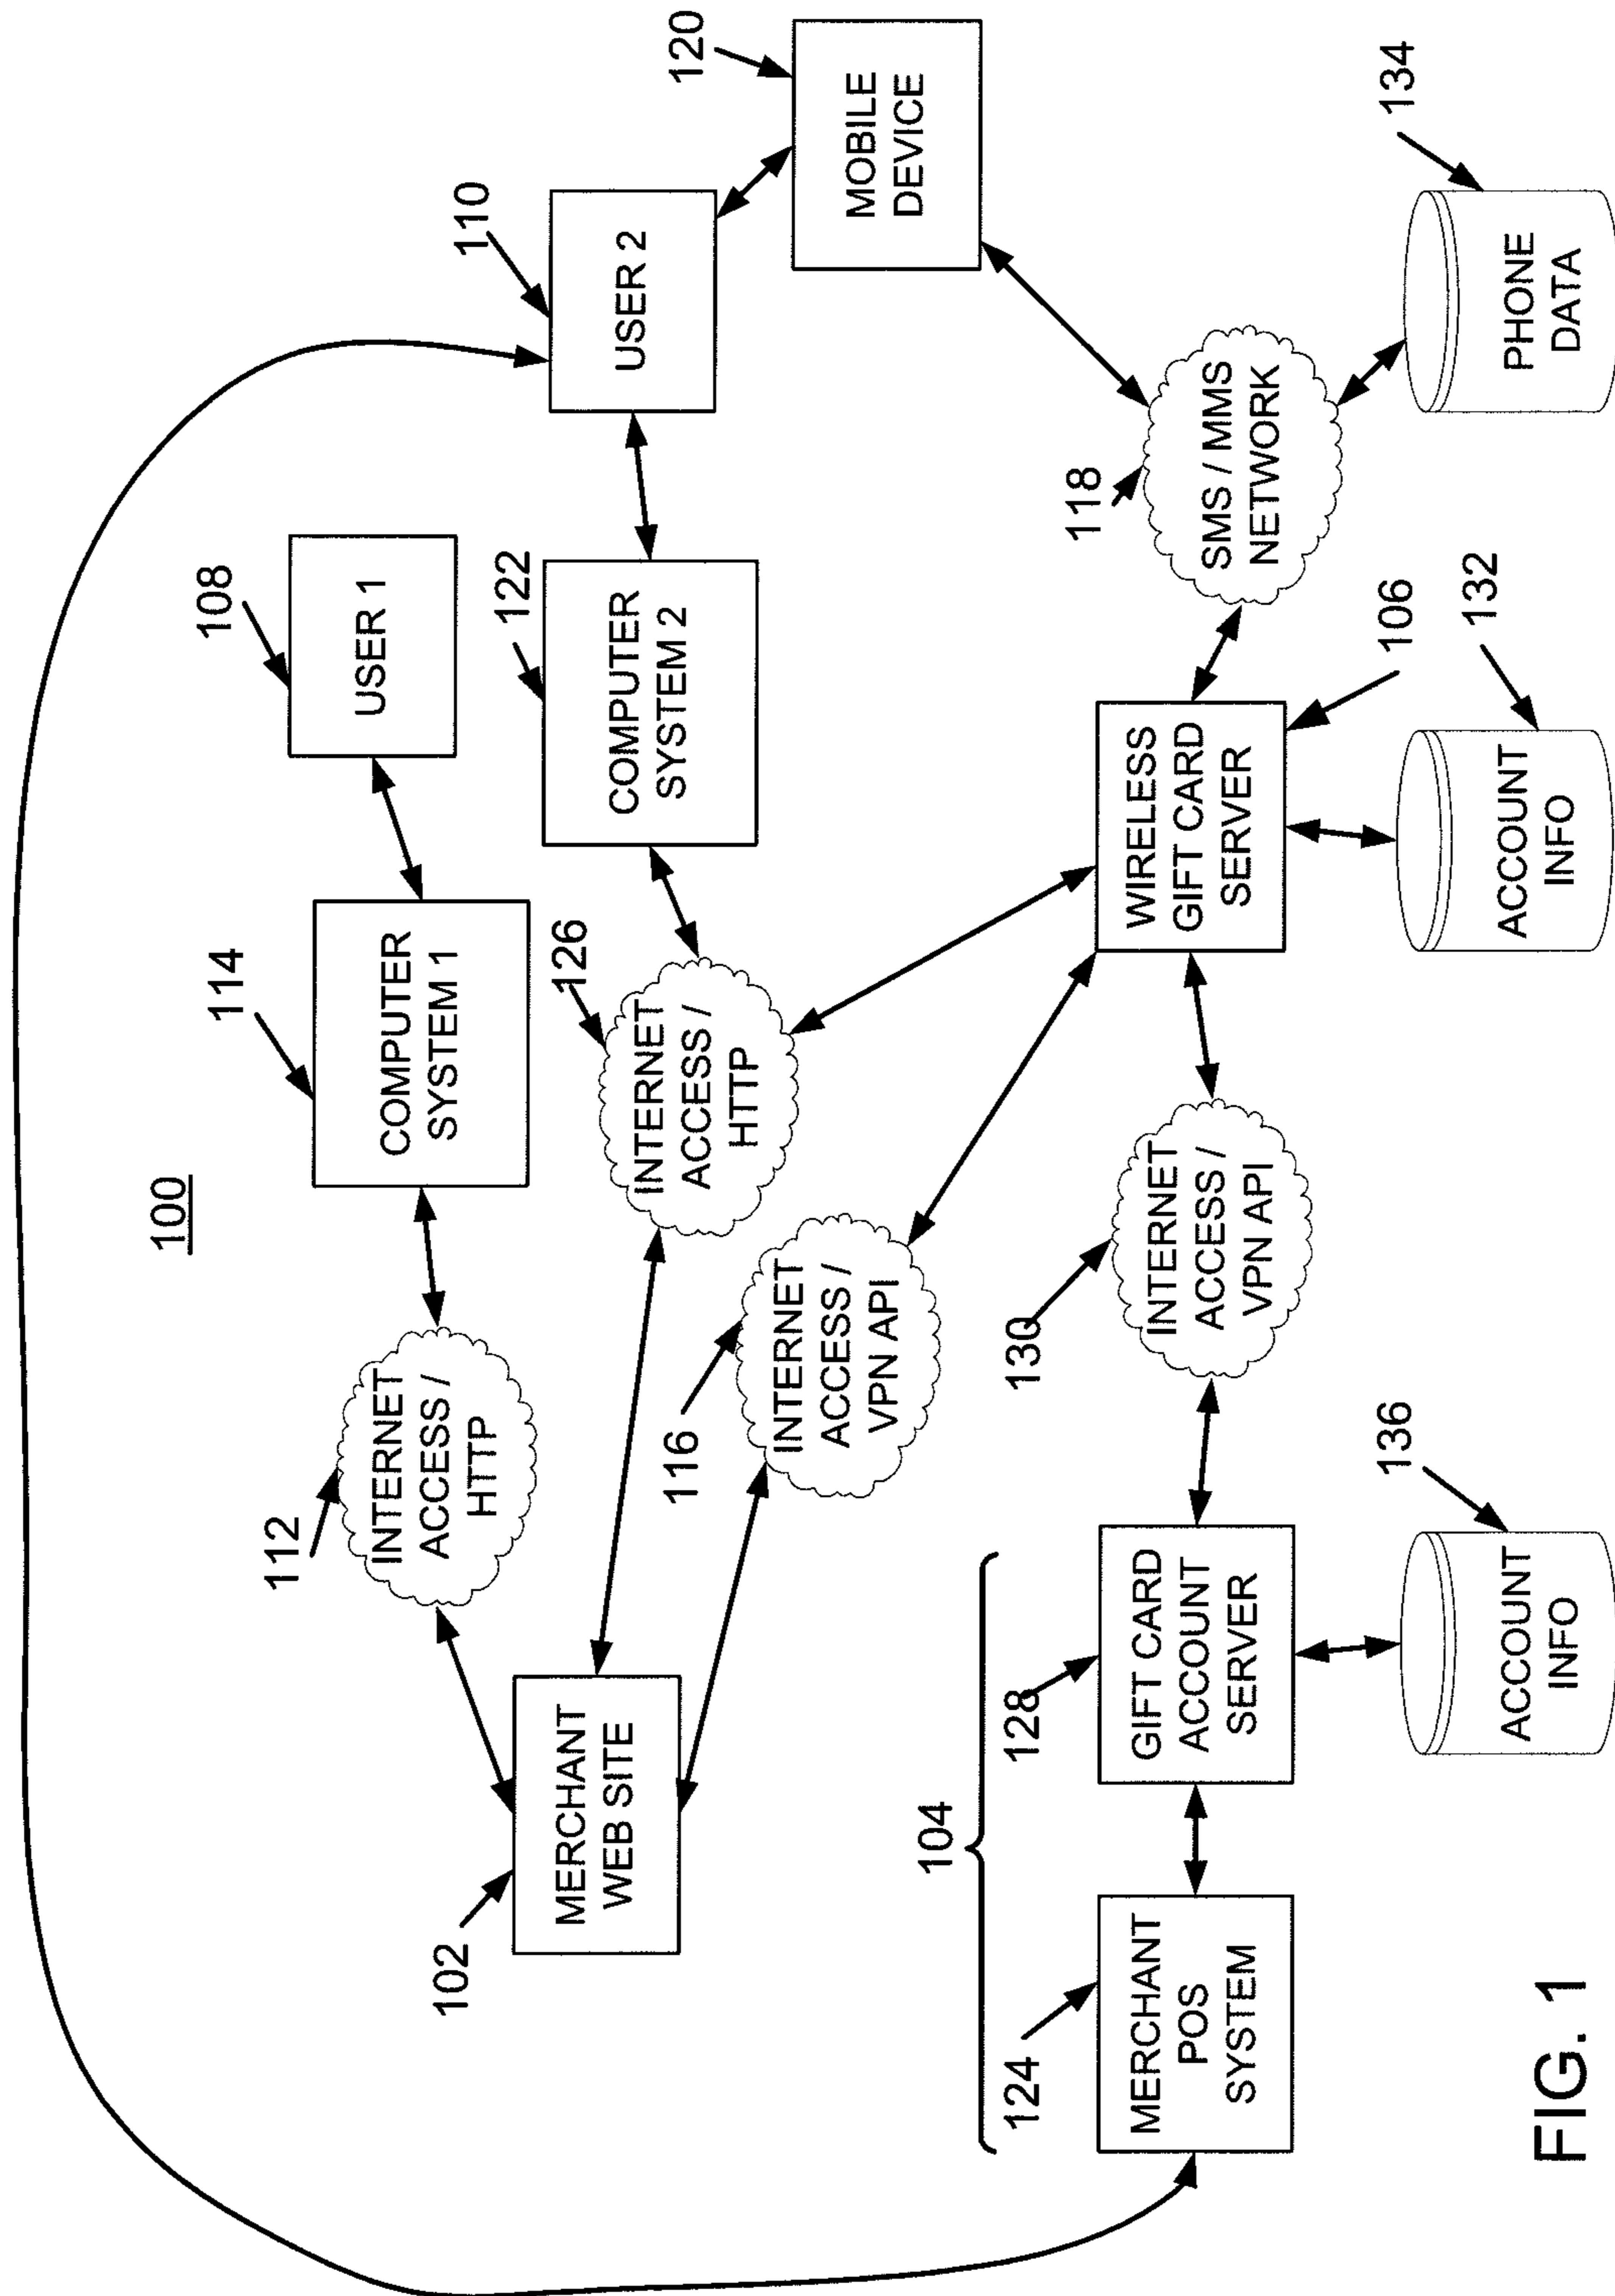 100
108
USER 1
110
USER 2
120
MOBILE
DEVICE
114
COMPUTER
SYSTEM 1
122
COMPUTER
SYSTEM 2
112
INTERNET
ACCESS /
HTTP
126
INTERNET
ACCESS /
HTTP
102
MERCHANT
WEB SITE
116
INTERNET
ACCESS /
VPN API
118
SMS / MMS
NETWORK
134
PHONE
DATA
104
124
MERCHANT
POS
SYSTEM
128
GIFT CARD
ACCOUNT
SERVER
130
INTERNET
ACCESS /
VPN API
WIRELESS
GIFT CARD
SERVER
106
136
ACCOUNT
INFO
132
ACCOUNT
INFO
FIG. 1